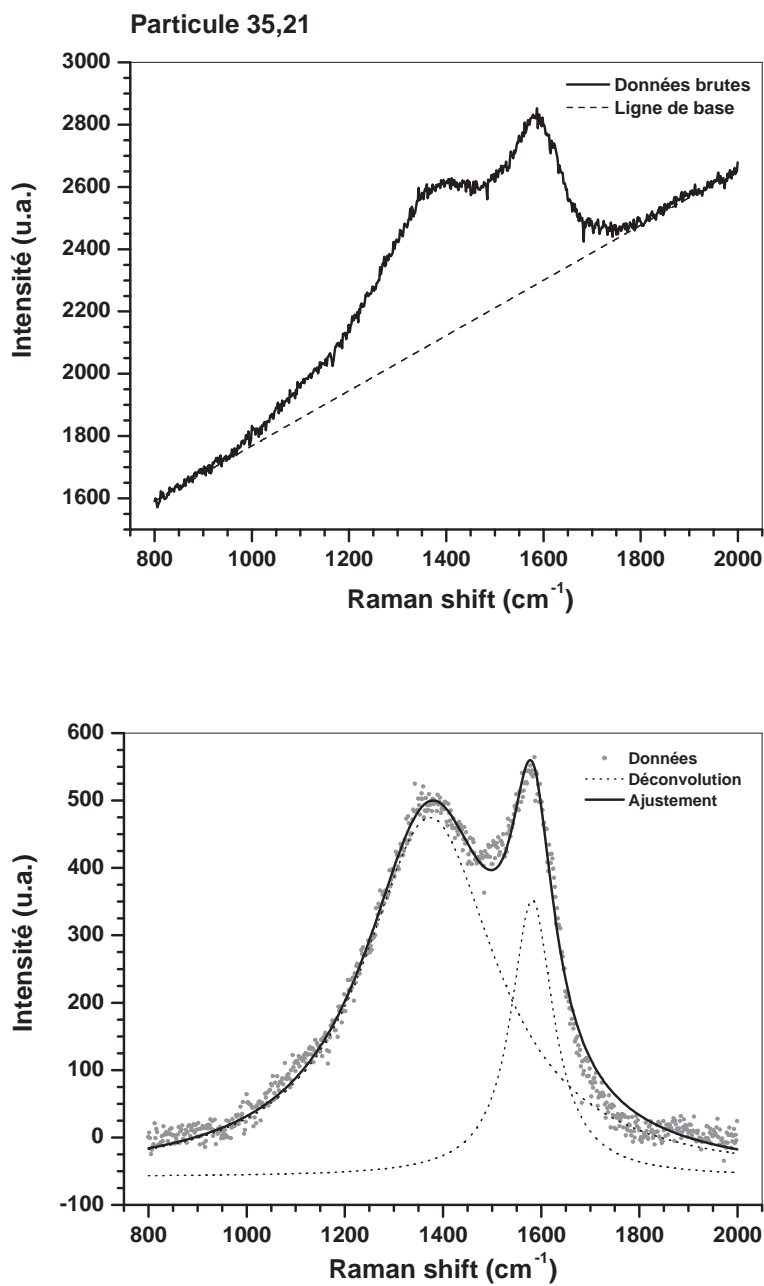 Particule 35,21
3000
2800
2600
2400
2200
2000
1800
1600
Intensité (u.a.)
Données brutes
Ligne de base
800 1000 1200 1400 1600 1800 2000
Raman shift (cm⁻¹)
600
500
400
300
200
100
0
-100
Intensité (u.a.)
Données
Déconvolution
Ajustement
800 1000 1200 1400 1600 1800 2000
Raman shift (cm⁻¹)